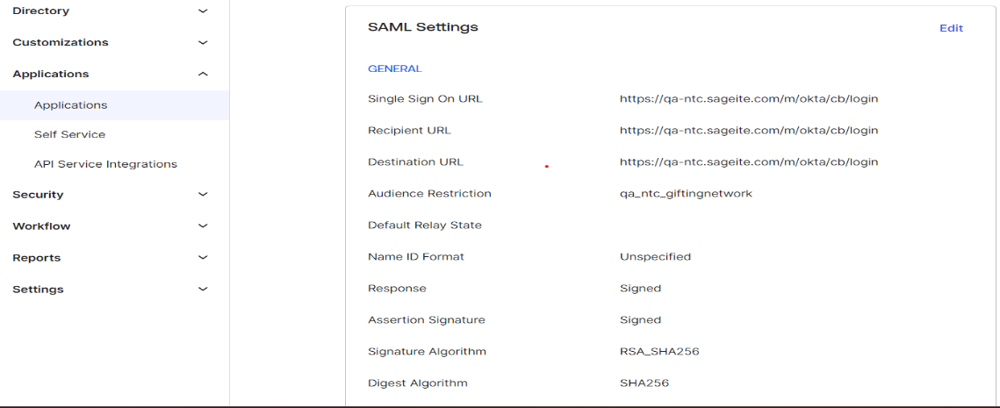 Directory
Customizations
Applications
Applications
Self Service
API Service Integrations
Security
Workflow
Reports
Settings
SAML Settings
Edit
GENERAL
Single Sign On URL https://qa-ntc.sageite.com/m/okta/cb/login
Recipient URL https://qa-ntc.sageite.com/m/okta/cb/login
Destination URL https://qa-ntc.sageite.com/m/okta/cb/login
Audience Restriction qa_ntc_giftingnetwork
Default Relay State
Name ID Format Unspecified
Response Signed
Assertion Signature Signed
Signature Algorithm RSA_SHA256
Digest Algorithm SHA256